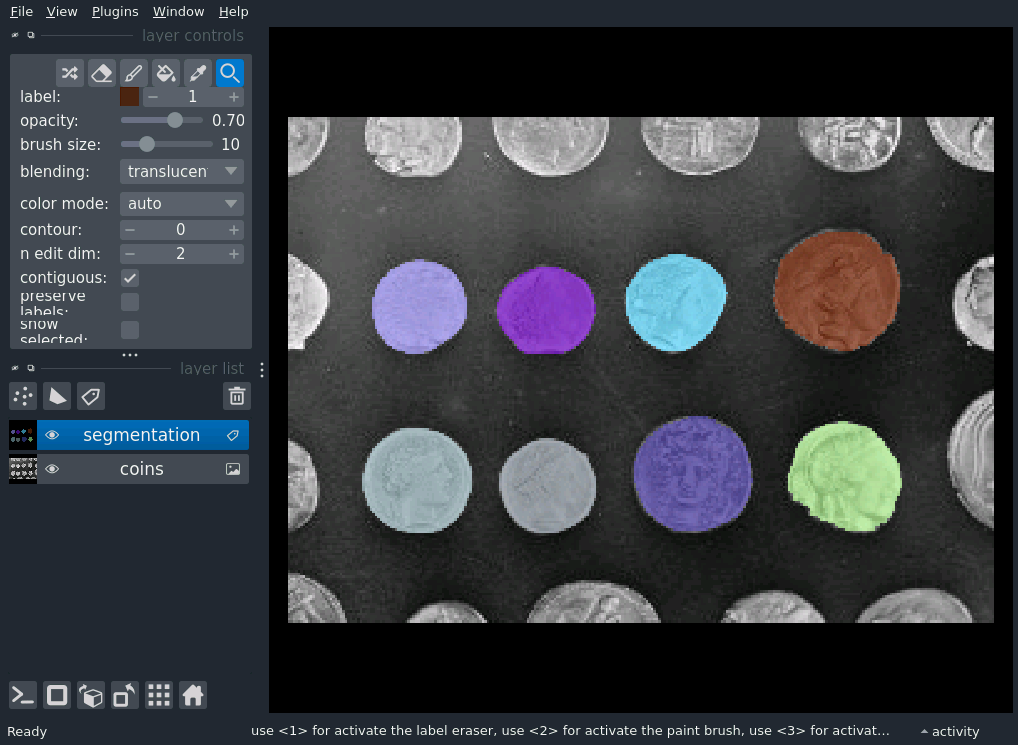 File View Plugins Window Help
layer controls
label: 1
opacity: 0.70
brush size: 10
blending: translucen
color mode: auto
contour: 0
n edit dim: 2
contiguous:
preserve
labels:
show
selected:
layer list
segmentation
coins
Ready use <1> for activate the label eraser, use <2> for activate the paint brush, use <3> for activat... activity